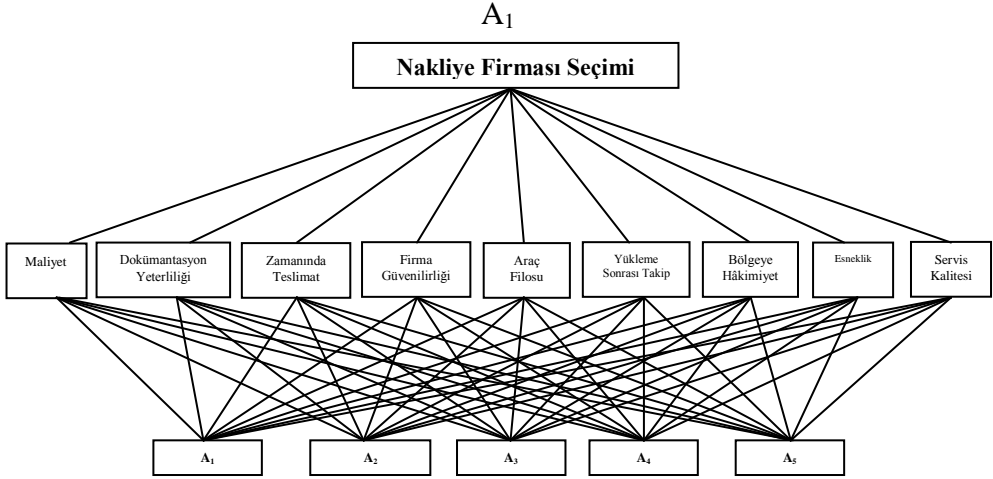 A₁
Nakliye Firması Seçimi
Maliyet
Dokümantasyon
Yeterliliği
Zamanında
Teslimat
Firma
Güvenilirliği
Araç
Filosu
Yükleme
Sonrası Takip
Bölgeye
Hâkimiyet
Esneklik
Servis
Kalitesi
A₁
A₂
A₃
A₄
A₅